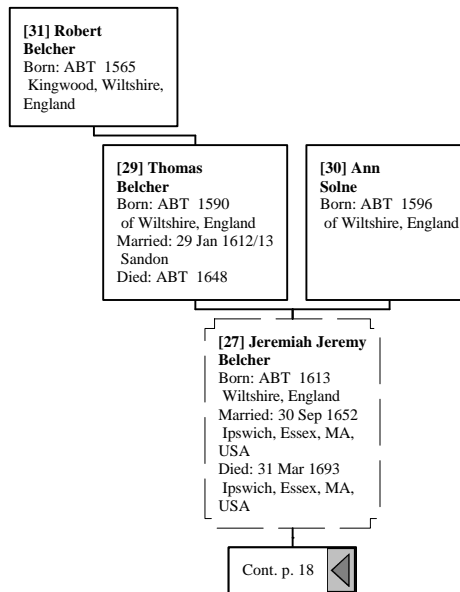 [31] Robert
Belcher
Born: ABT 1565
Kingwood, Wiltshire,
England
[29] Thomas
Belcher
Born: ABT 1590
of Wiltshire, England
Married: 29 Jan 1612/13
Sandon
Died: ABT 1648
[30] Ann
Solne
Born: ABT 1596
of Wiltshire, England
[27] Jeremiah Jeremy
Belcher
Born: ABT 1613
Wiltshire, England
Married: 30 Sep 1652
Ipswich, Essex, MA,
USA
Died: 31 Mar 1693
Ipswich, Essex, MA,
USA
Cont. p. 18